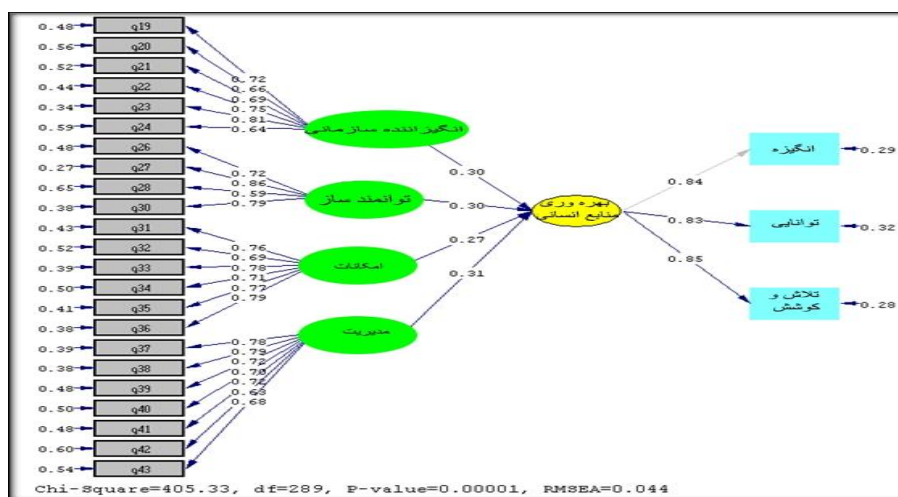 0.48 q19
0.56 q20
0.52 q21
0.44 q22
0.34 q23
0.59 q24
0.48 q26
0.27 q27
0.65 q28
0.38 q30
0.43 q31
0.52 q32
0.39 q33
0.50 q34
0.41 q35
0.38 q36
0.39 q37
0.38 q38
0.48 q39
0.50 q40
0.48 q41
0.60 q42
0.54 q43
0.72
0.66
0.69
0.75
0.81
0.64
0.72
0.86
0.59
0.79
0.76
0.69
0.78
0.71
0.77
0.79
0.78
0.79
0.72
0.70
0.72
0.63
0.68
انگیزاننده سازمانی
توانمند ساز
امکانات
مدیریت
0.30
0.30
0.27
0.31
بهره وری
منابع انسانی
0.84
0.83
0.85
انگیزه
0.29
توانایی
0.32
تلاش و
کوشش
0.28
Chi-Square=405.33, df=289, P-value=0.00001, RMSEA=0.044